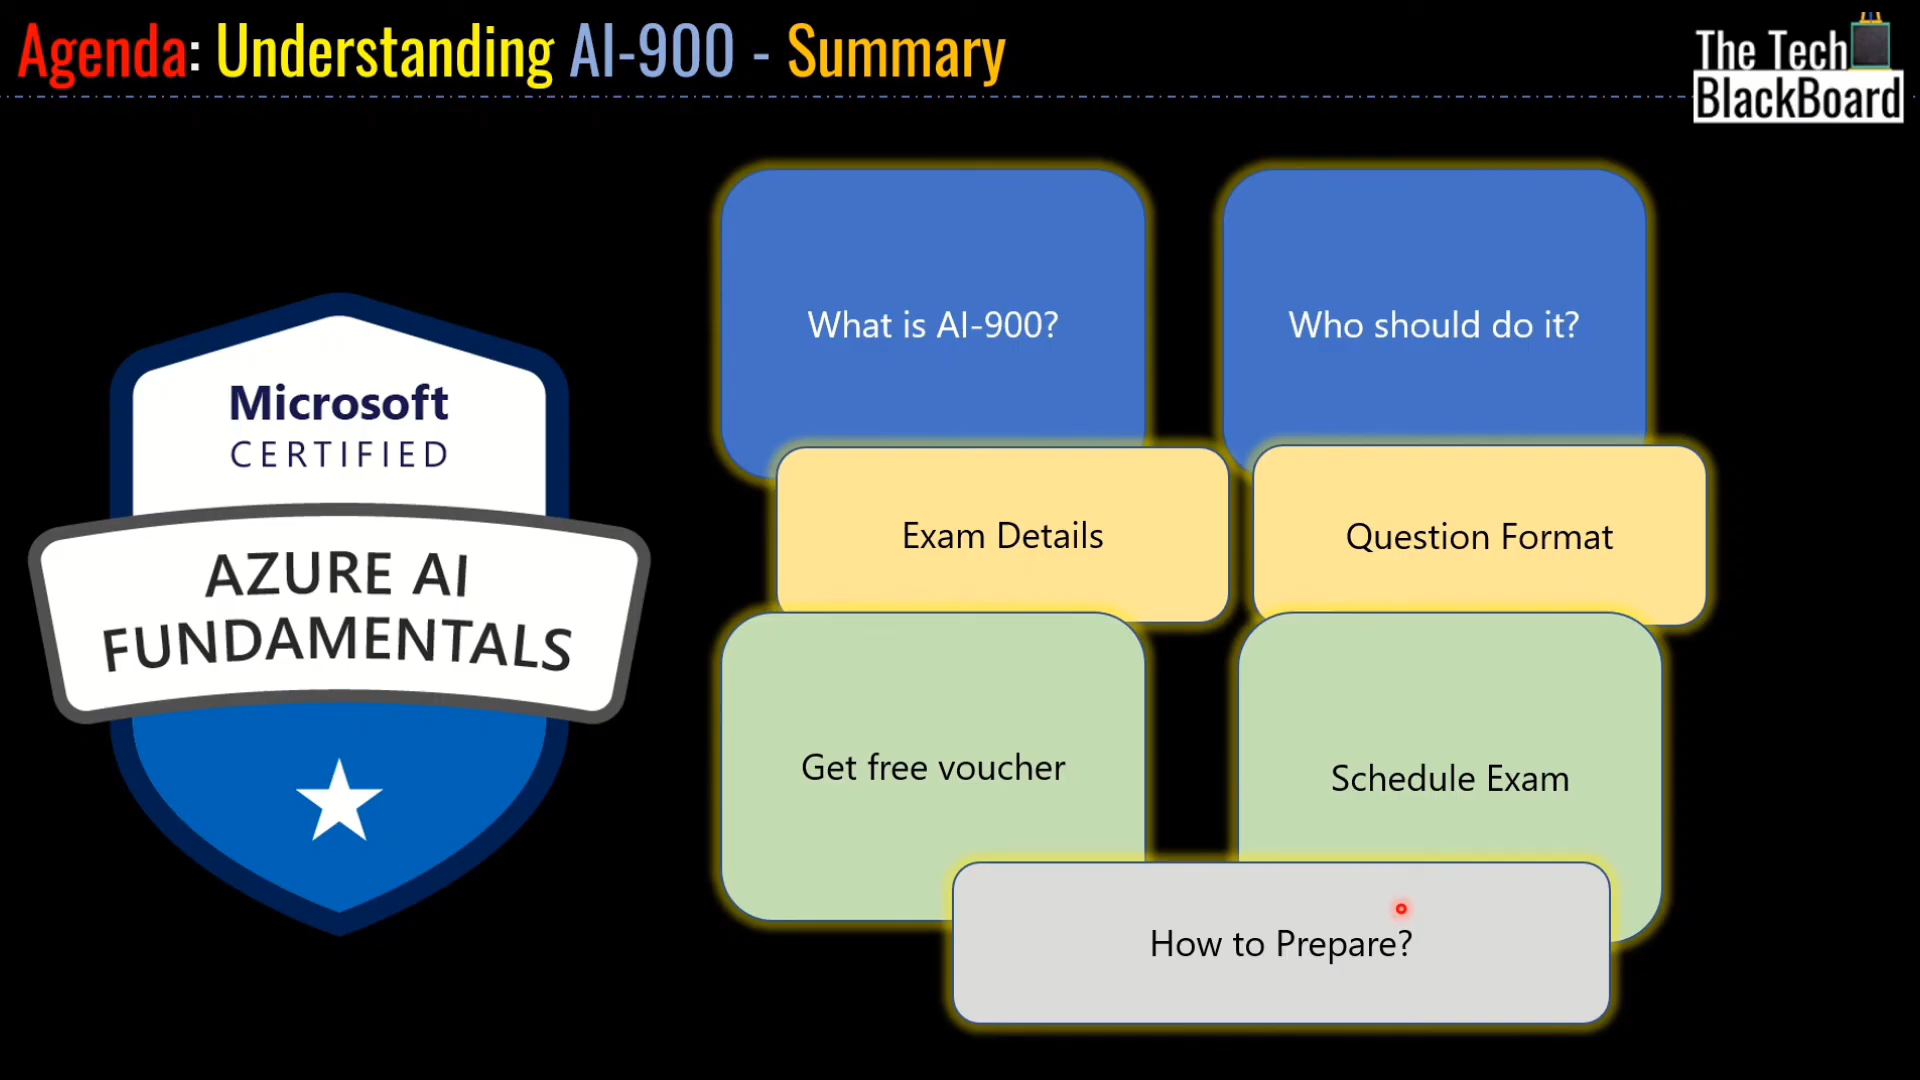 Agenda: Understanding AI-900 - Summary
The Tech
BlackBoard
Microsoft
CERTIFIED
AZURE AI
FUNDAMENTALS
What is AI-900?
Who should do it?
Exam Details
Question Format
Get free voucher
Schedule Exam
How to Prepare?